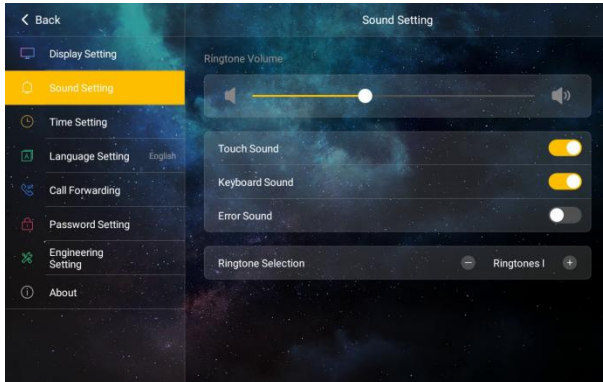 Back
Sound Setting
Display Setting
Sound Setting
Time Setting
Language Setting English
Call Forwarding
Password Setting
Engineering
Setting
About
Ringtone Volume
Touch Sound
Keyboard Sound
Error Sound
Ringtone Selection − Ringtones I +